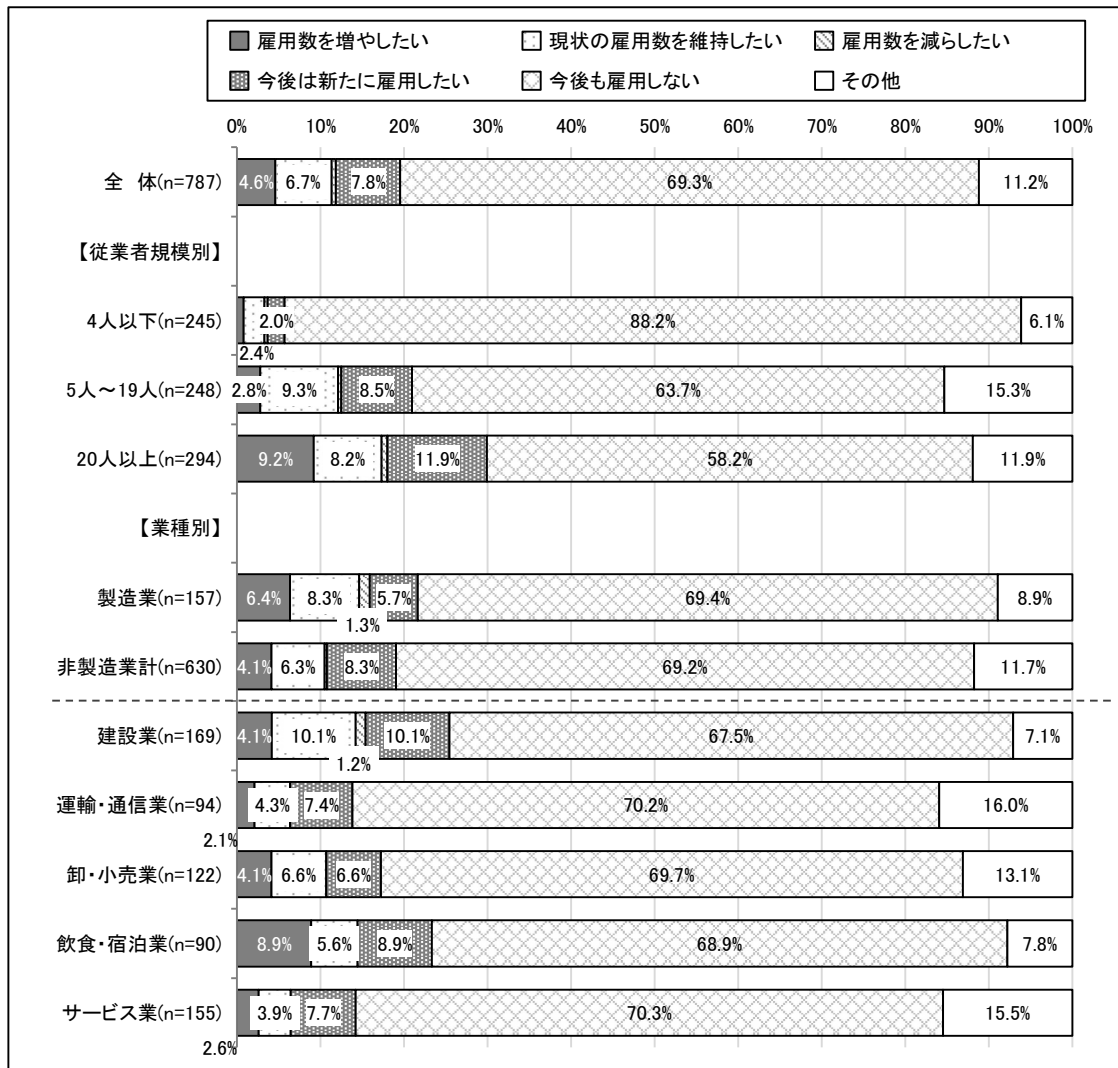 雇用数を増やしたい 現状の雇用数を維持したい 雇用数を減らしたい
今後は新たに雇用したい 今後も雇用しない その他
0% 10% 20% 30% 40% 50% 60% 70% 80% 90% 100%
全 体(n=787) 4.6% 6.7% 7.8% 69.3% 11.2%
【従業者規模別】
4人以下(n=245) 2.0% 88.2% 6.1%
2.4%
5人～19人(n=248) 2.8% 9.3% 8.5% 63.7% 15.3%
20人以上(n=294) 9.2% 8.2% 11.9% 58.2% 11.9%
【業種別】
製造業(n=157) 6.4% 8.3% 5.7% 69.4% 8.9%
1.3%
非製造業計(n=630) 4.1% 6.3% 8.3% 69.2% 11.7%
建設業(n=169) 4.1% 10.1% 10.1% 67.5% 7.1%
1.2%
運輸・通信業(n=94) 4.3% 7.4% 70.2% 16.0%
2.1%
卸・小売業(n=122) 4.1% 6.6% 6.6% 69.7% 13.1%
飲食・宿泊業(n=90) 8.9% 5.6% 8.9% 68.9% 7.8%
サービス業(n=155) 3.9% 7.7% 70.3% 15.5%
2.6%